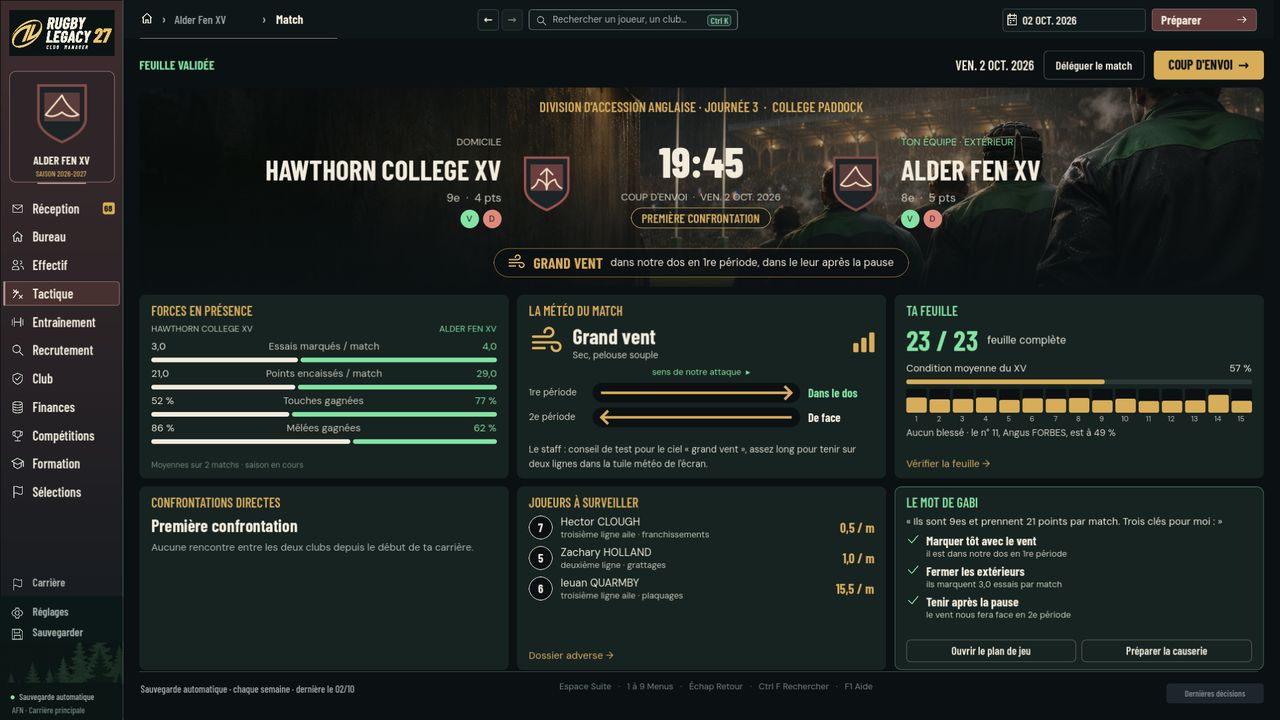 RUGBY
LEGACY 27
CLUB MANAGER
Alder Fen XV
Match
Rechercher un joueur, un club...
Ctrl K
02 OCT. 2026
Préparer
ALDER FEN XV
SAISON 2026-2027
Réception
68
Bureau
Effectif
Tactique
Entraînement
Recrutement
Club
Finances
Compétitions
Formation
Sélections
Carrière
Réglages
Sauvegarder
Sauvegarde automatique
AFN · Carrière principale
FEUILLE VALIDÉE
VEN. 2 OCT. 2026
Déléguer le match
COUP D'ENVOI →
DIVISION D'ACCESSION ANGLAISE · JOURNÉE 3 · COLLEGE PADDOCK
DOMICILE
HAWTHORN COLLEGE XV
9e · 4 pts
V D
19:45
COUP D'ENVOI · VEN. 2 OCT. 2026
PREMIÈRE CONFRONTATION
TON ÉQUIPE · EXTÉRIEUR
ALDER FEN XV
8e · 5 pts
V D
GRAND VENT dans notre dos en 1re période, dans le leur après la pause
FORCES EN PRÉSENCE
HAWTHORN COLLEGE XV ALDER FEN XV
3,0 Essais marqués / match 4,0
21,0 Points encaissés / match 29,0
52 % Touches gagnées 77 %
86 % Mêlées gagnées 62 %
Moyennes sur 2 matchs · saison en cours
LA MÉTÉO DU MATCH
Grand vent
Sec, pelouse souple
sens de notre attaque ▸
1re période Dans le dos
2e période De face
Le staff : conseil de test pour le ciel « grand vent », assez long pour tenir sur
deux lignes dans la tuile météo de l'écran.
TA FEUILLE
23 / 23 feuille complète
Condition moyenne du XV 57 %
1 2 3 4 5 6 7 8 9 10 11 12 13 14 15
Aucun blessé · le n° 11, Angus FORBES, est à 49 %
Vérifier la feuille →
CONFRONTATIONS DIRECTES
Première confrontation
Aucune rencontre entre les deux clubs depuis le début de ta carrière.
JOUEURS À SURVEILLER
7 Hector CLOUGH 0,5 / m
troisième ligne aile · franchissements
5 Zachary HOLLAND 1,0 / m
deuxième ligne · grattages
6 Ieuan QUARMBY 15,5 / m
troisième ligne aile · plaquages
Dossier adverse →
LE MOT DE GABI
« Ils sont 9es et prennent 21 points par match. Trois clés pour moi : »
Marquer tôt avec le vent
il est dans notre dos en 1re période
Fermer les extérieurs
ils marquent 3,0 essais par match
Tenir après la pause
le vent nous fera face en 2e période
Ouvrir le plan de jeu
Préparer la causerie
Sauvegarde automatique · chaque semaine · dernière le 02/10
Espace Suite · 1 à 9 Menus · Échap Retour · Ctrl F Rechercher · F1 Aide
Dernières décisions